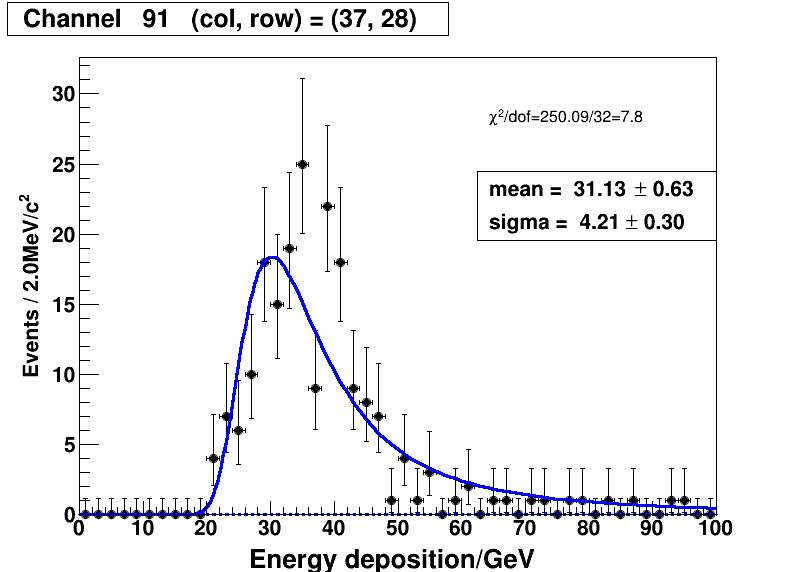 Channel 91 (col, row) = (37, 28)
χ²/dof=250.09/32=7.8
mean = 31.13 ± 0.63
sigma = 4.21 ± 0.30
Events / 2.0MeV/c²
30
25
20
15
10
5
0
0 10 20 30 40 50 60 70 80 90 100
Energy deposition/GeV